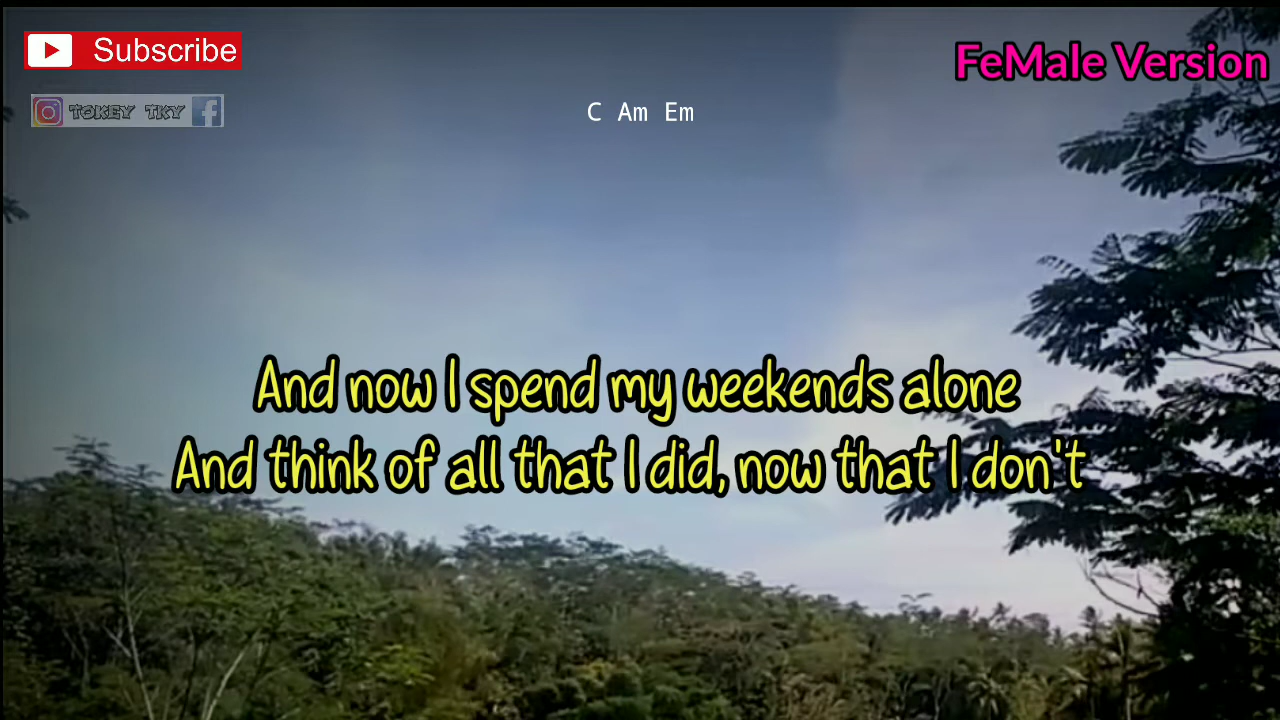 Subscribe
FeMale Version
TOKEY TKY
C Am Em
And now I spend my weekends alone
And think of all that I did, now that I don't